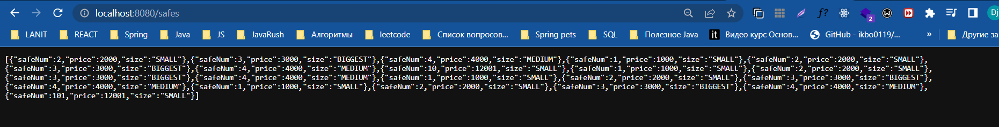 localhost:8080/safes
2
Dj
LANIT REACT Spring Java JS JavaRush Алгоритмы leetcode Список вопросов... Spring pets SQL Полезное Java it Видео курс Основ... GitHub - ikbo0119/... » Другие за
[{"safeNum":2,"price":2000,"size":"SMALL"},{"safeNum":3,"price":3000,"size":"BIGGEST"},{"safeNum":4,"price":4000,"size":"MEDIUM"},{"safeNum":1,"price":1000,"size":"SMALL"},{"safeNum":2,"price":2000,"size":"SMALL"},
{"safeNum":3,"price":3000,"size":"BIGGEST"},{"safeNum":4,"price":4000,"size":"MEDIUM"},{"safeNum":10,"price":12001,"size":"SMALL"},{"safeNum":1,"price":1000,"size":"SMALL"},{"safeNum":2,"price":2000,"size":"SMALL"},
{"safeNum":3,"price":3000,"size":"BIGGEST"},{"safeNum":4,"price":4000,"size":"MEDIUM"},{"safeNum":1,"price":1000,"size":"SMALL"},{"safeNum":2,"price":2000,"size":"SMALL"},{"safeNum":3,"price":3000,"size":"BIGGEST"},
{"safeNum":4,"price":4000,"size":"MEDIUM"},{"safeNum":1,"price":1000,"size":"SMALL"},{"safeNum":2,"price":2000,"size":"SMALL"},{"safeNum":3,"price":3000,"size":"BIGGEST"},{"safeNum":4,"price":4000,"size":"MEDIUM"},
{"safeNum":101,"price":12001,"size":"SMALL"}]